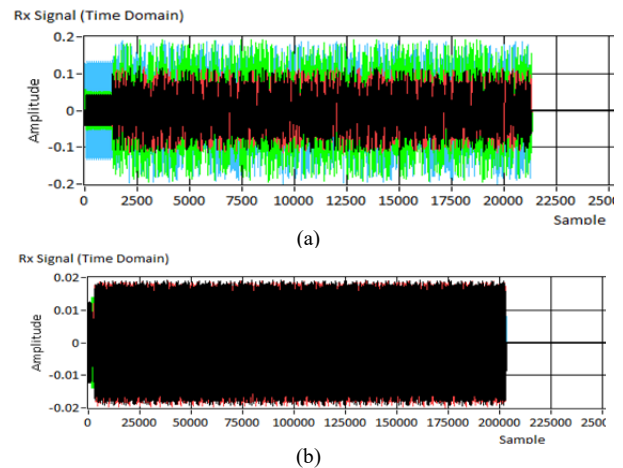 Rx Signal (Time Domain)
Amplitude
0.2
0.1
0
-0.1
-0.2
0 2500 5000 7500 10000 12500 15000 17500 20000 22500 2500
Sample
(a)
Rx Signal (Time Domain)
Amplitude
0.02
0.01
0
-0.01
-0.02
0 25000 50000 75000 100000 125000 150000 175000 200000 225000 2500
Sample
(b)